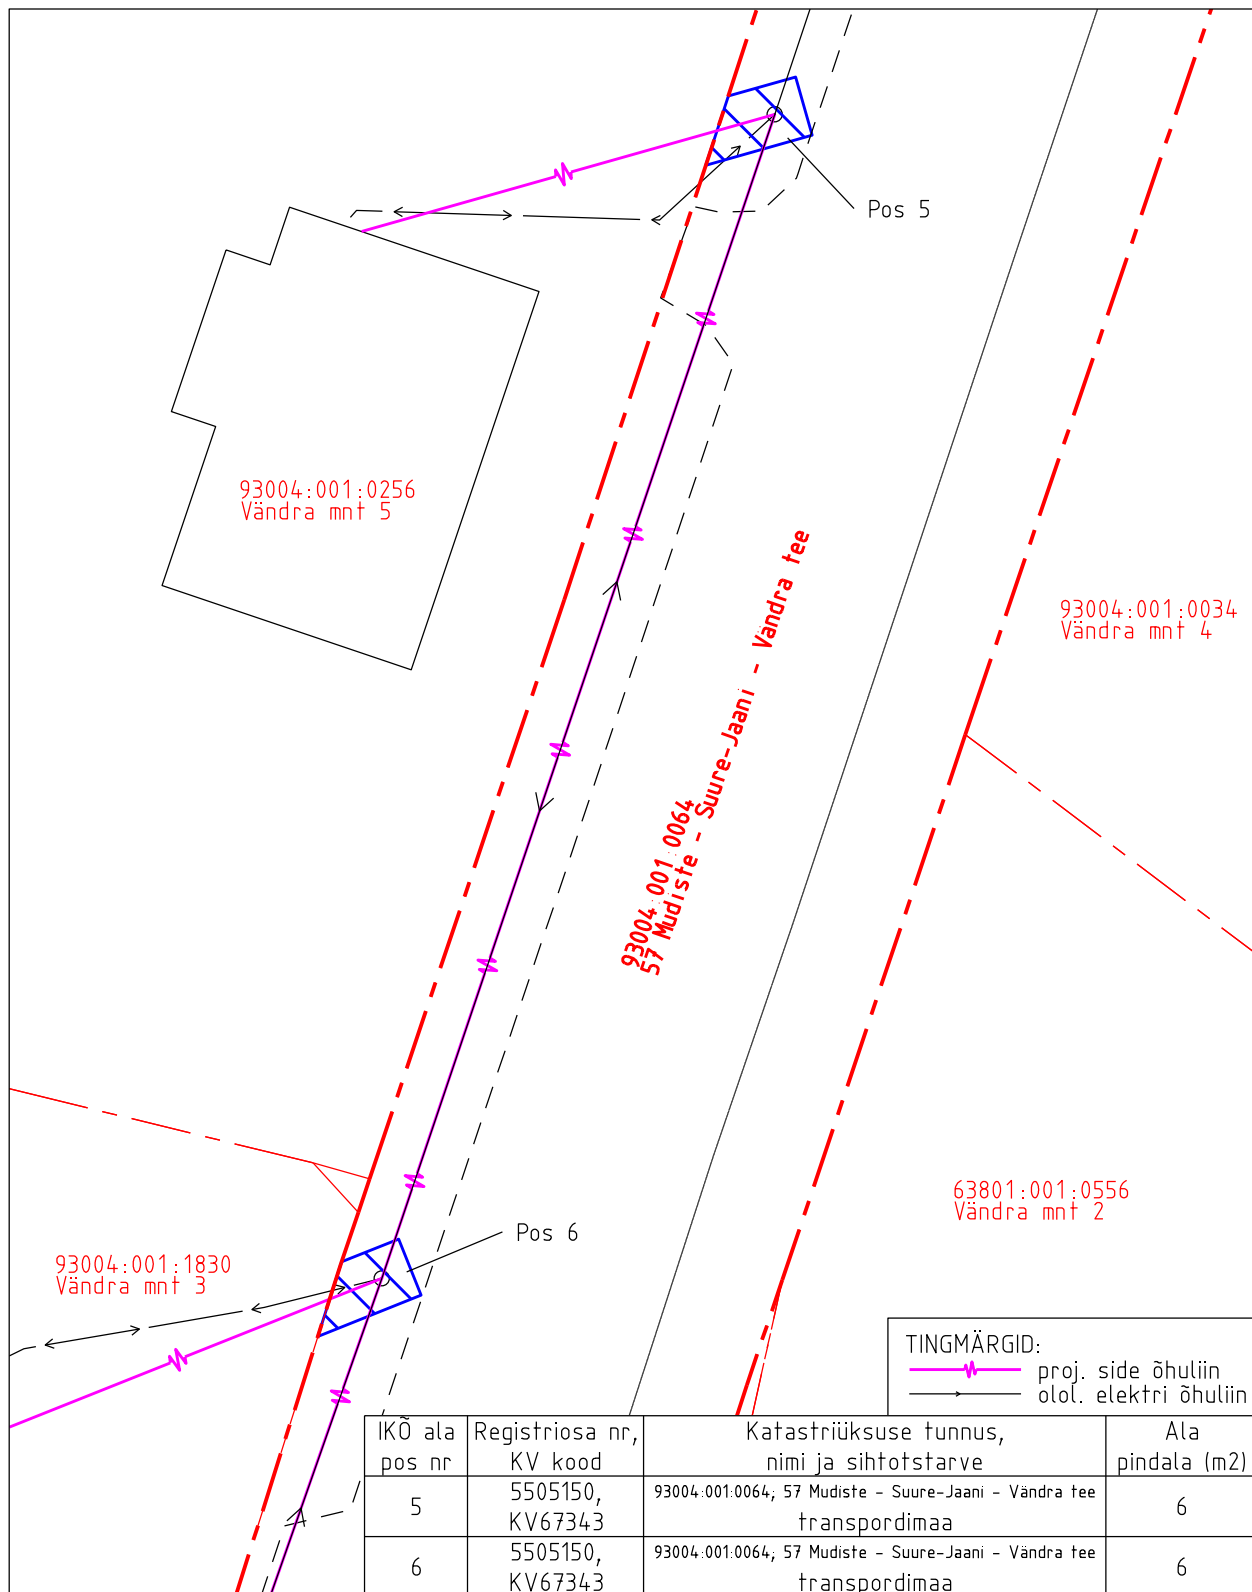 Pos 5
93004:001:0256
Vändra mnt 5
93004:001:0034
Vändra mnt 4
93004:001:0064
57 Mudiste - Suure-Jaani - Vändra tee
63801:001:0556
Vändra mnt 2
Pos 6
93004:001:1830
Vändra mnt 3
TINGMÄRGID:
proj. side õhuliin
olol. elektri õhuliin
IKÕ ala pos nr
Registriosa nr, KV kood
Katastriüksuse tunnus, nimi ja sihtotstarve
Ala pindala (m2)
5
5505150, KV67343
93004:001:0064; 57 Mudiste - Suure-Jaani - Vändra tee
transpordimaa
6
6
5505150, KV67343
93004:001:0064; 57 Mudiste - Suure-Jaani - Vändra tee
transpordimaa
6